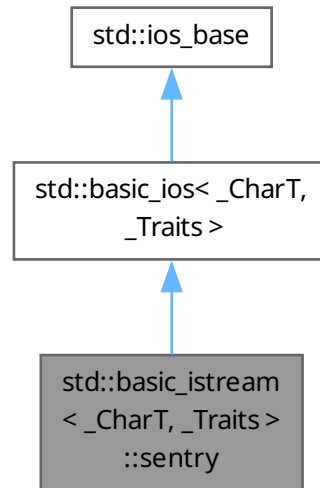 std::ios_base
std::basic_ios< _CharT,
_Traits >
std::basic_istream
< _CharT, _Traits >
::sentry